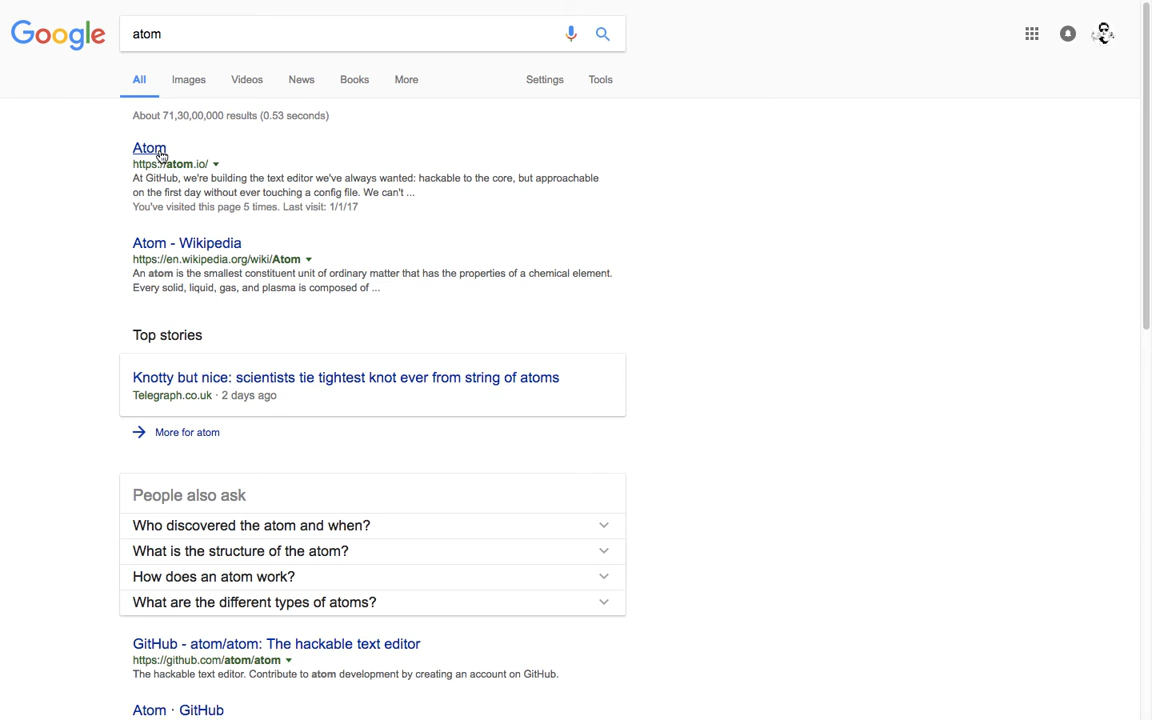 Google
atom
All Images Videos News Books More Settings Tools
About 71,30,00,000 results (0.53 seconds)
Atom
https://atom.io/
At GitHub, we're building the text editor we've always wanted: hackable to the core, but approachable
on the first day without ever touching a config file. We can't ...
You've visited this page 5 times. Last visit: 1/1/17
Atom - Wikipedia
https://en.wikipedia.org/wiki/Atom
An atom is the smallest constituent unit of ordinary matter that has the properties of a chemical element.
Every solid, liquid, gas, and plasma is composed of ...
Top stories
Knotty but nice: scientists tie tightest knot ever from string of atoms
Telegraph.co.uk · 2 days ago
More for atom
People also ask
Who discovered the atom and when?
What is the structure of the atom?
How does an atom work?
What are the different types of atoms?
GitHub - atom/atom: The hackable text editor
https://github.com/atom/atom
The hackable text editor. Contribute to atom development by creating an account on GitHub.
Atom · GitHub